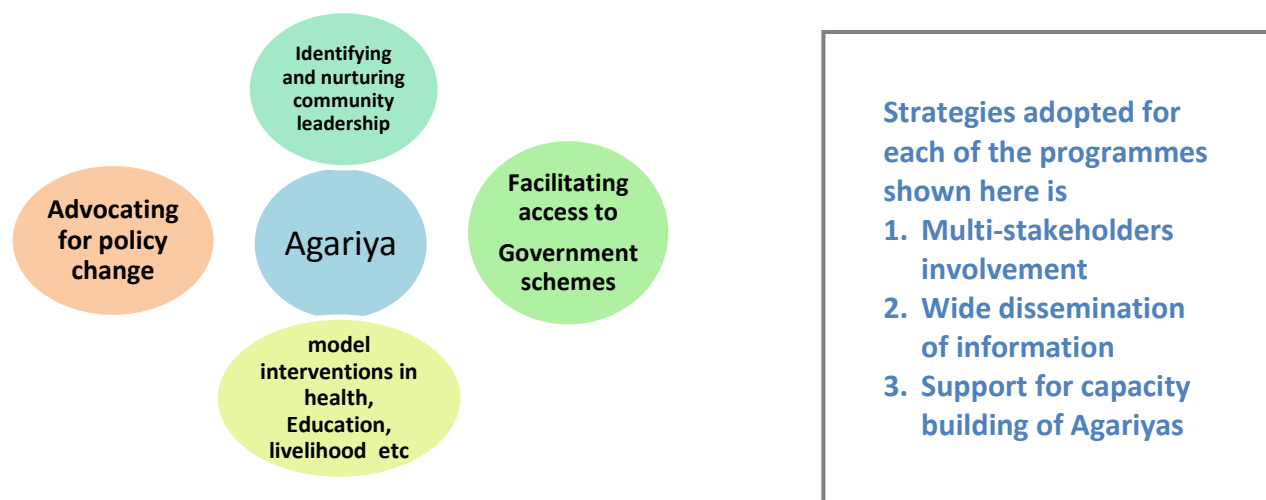 Identifying
and nurturing
community
leadership
Advocating
for policy
change
Agariya
Facilitating
access to
Government
schemes
model
interventions in
health,
Education,
livelihood etc
Strategies adopted for
each of the programmes
shown here is
1. Multi-stakeholders
involvement
2. Wide dissemination
of information
3. Support for capacity
building of Agariyas